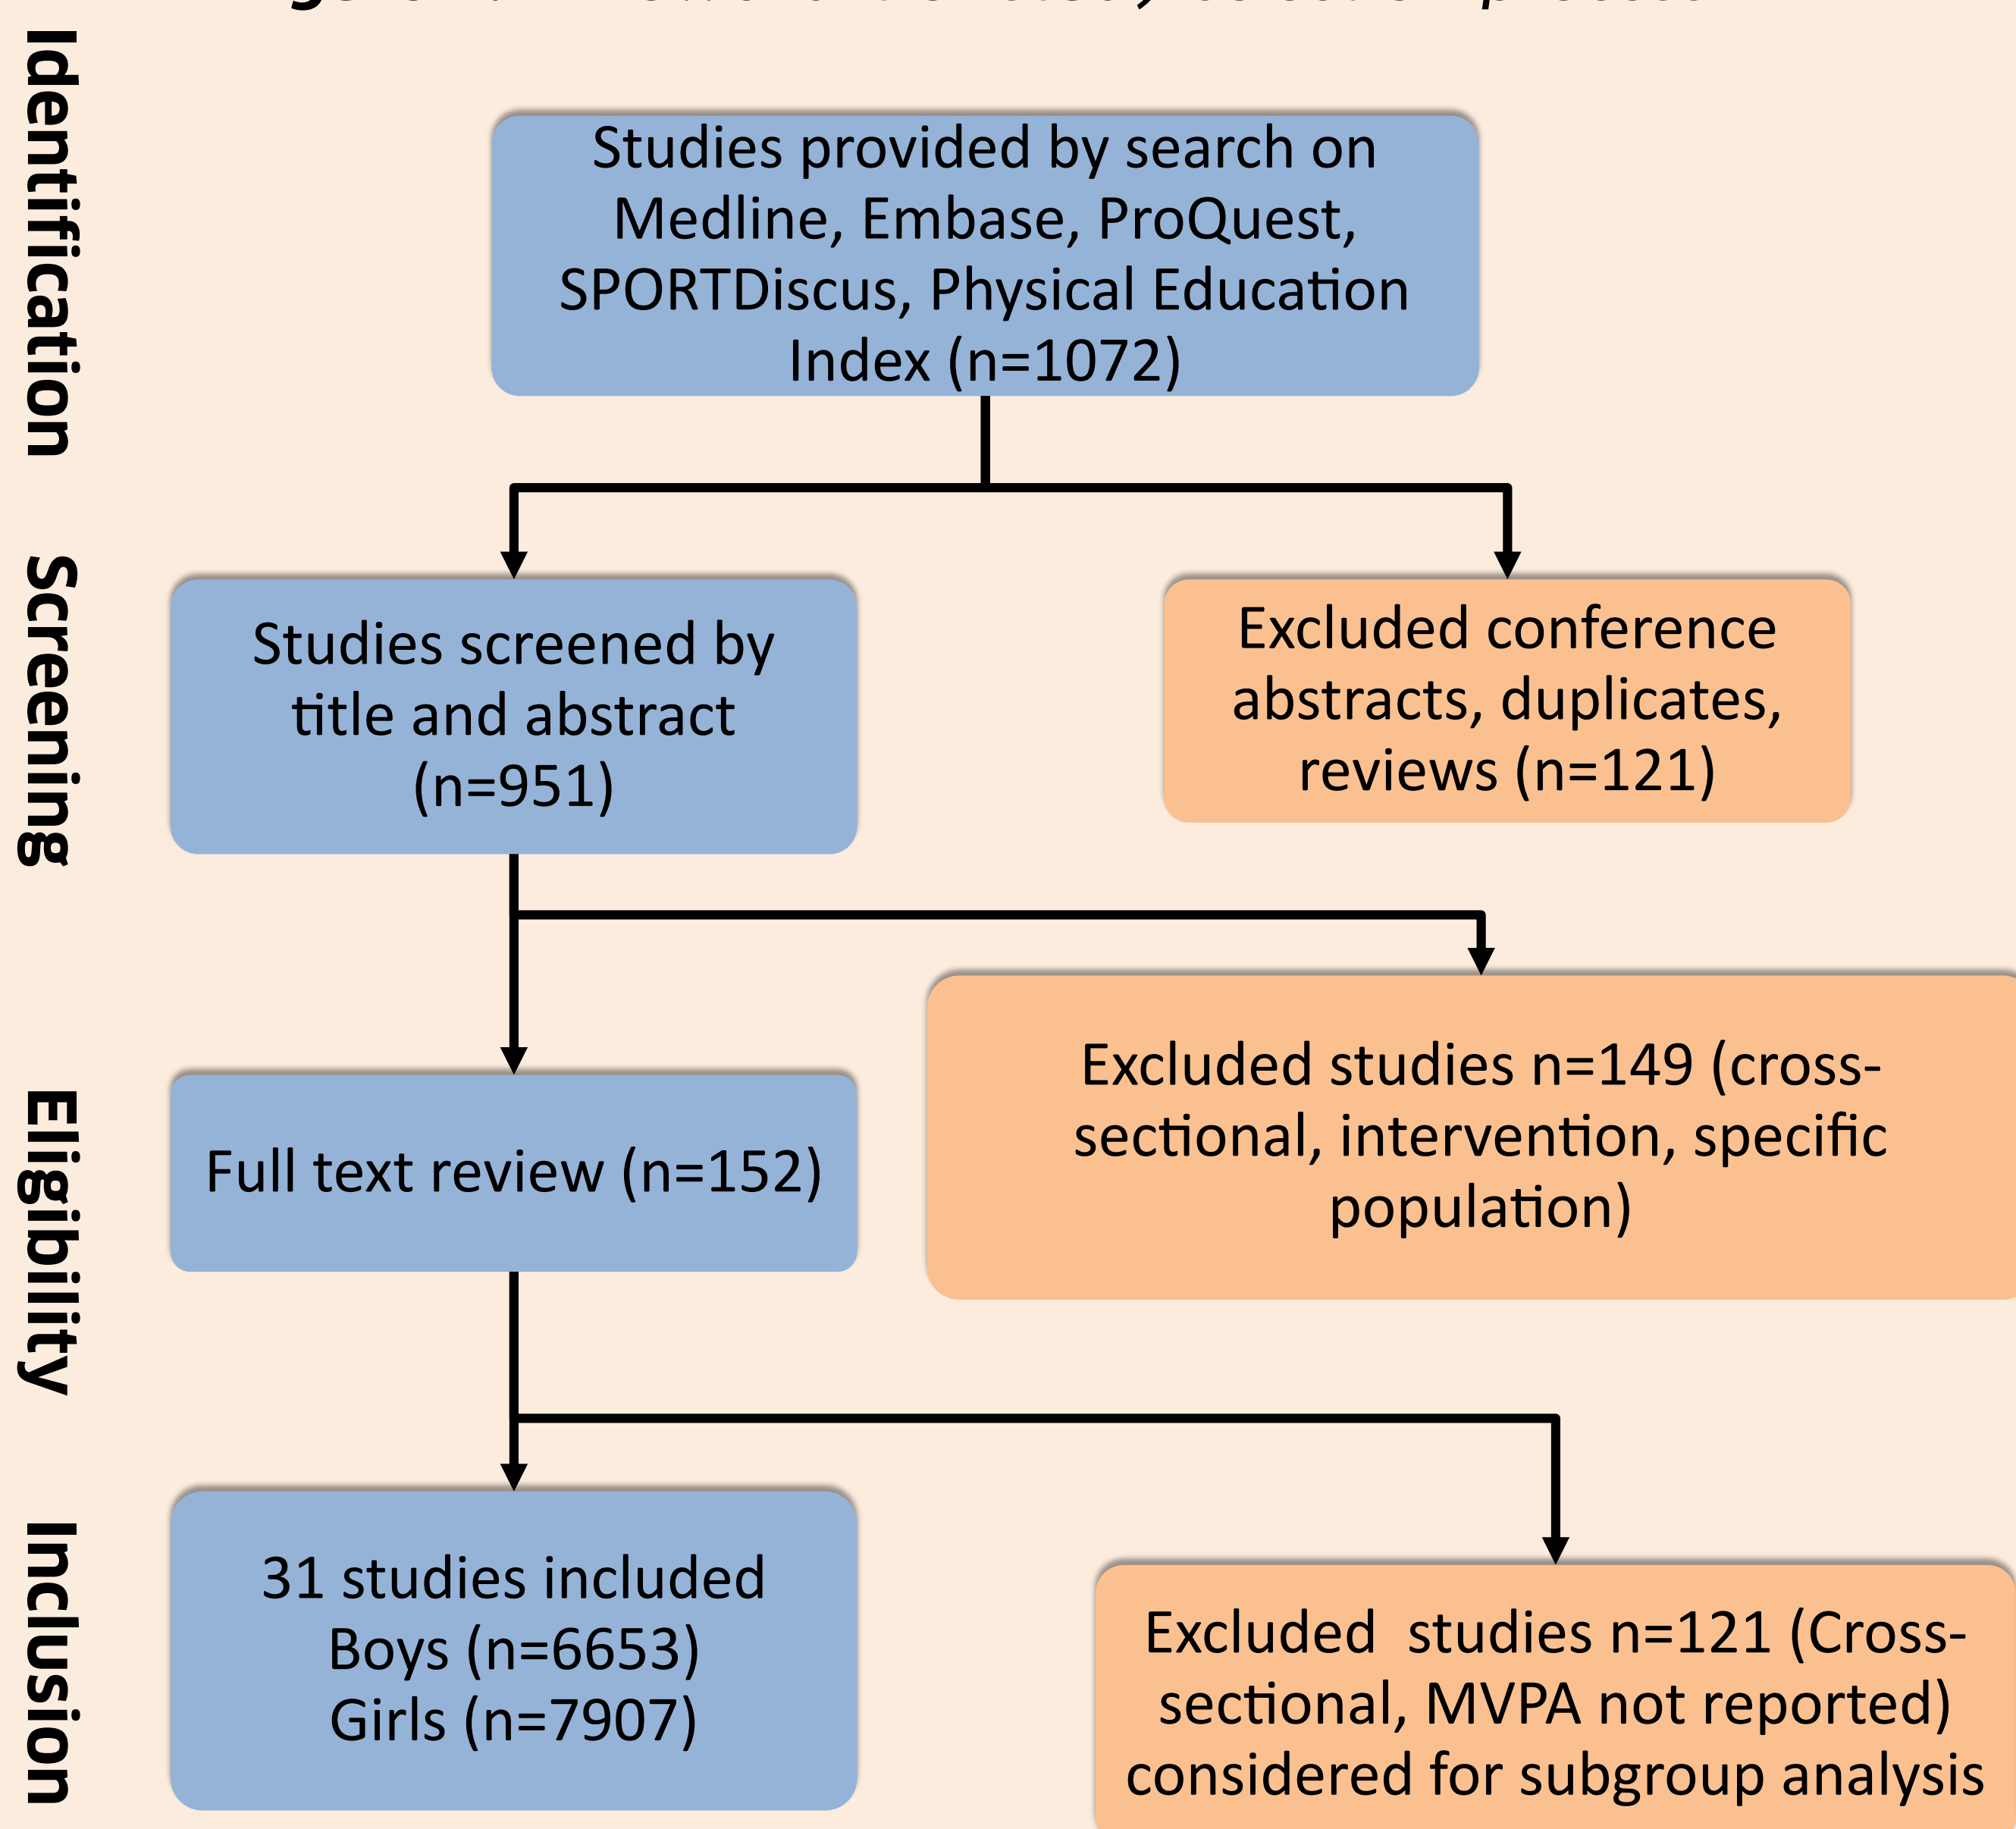 Identification
Studies provided by search on
Medline, Embase, ProQuest,
SPORTDiscus, Physical Education
Index (n=1072)
Screening
Studies screened by
title and abstract
(n=951)
Excluded conference
abstracts, duplicates,
reviews (n=121)
Eligibility
Full text review (n=152)
Excluded studies n=149 (cross-
sectional, intervention, specific
population)
Inclusion
31 studies included
Boys (n=6653)
Girls (n=7907)
Excluded  studies n=121 (Cross-
sectional, MVPA not reported)
considered for subgroup analysis